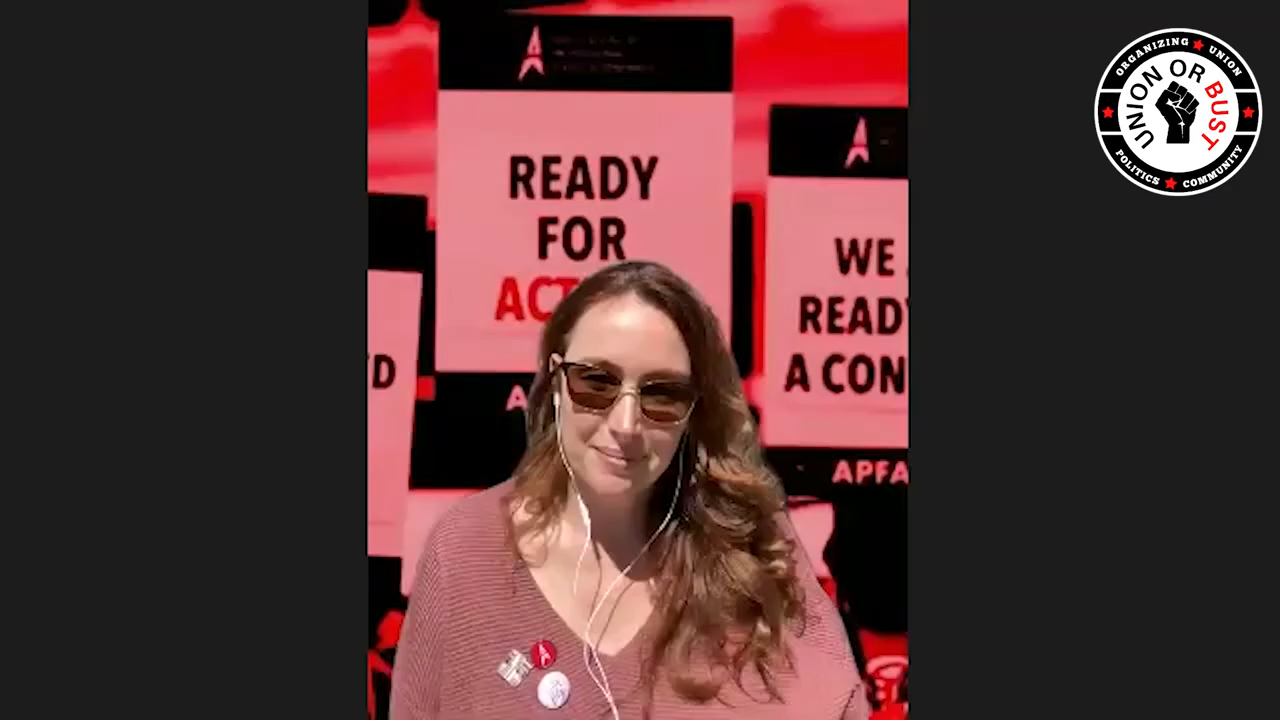 READY
FOR
ACT
A
WE
READY
A CON
APFA
D
ORGANIZING ★ UNION
UNION OR BUST
POLITICS ★ COMMUNITY